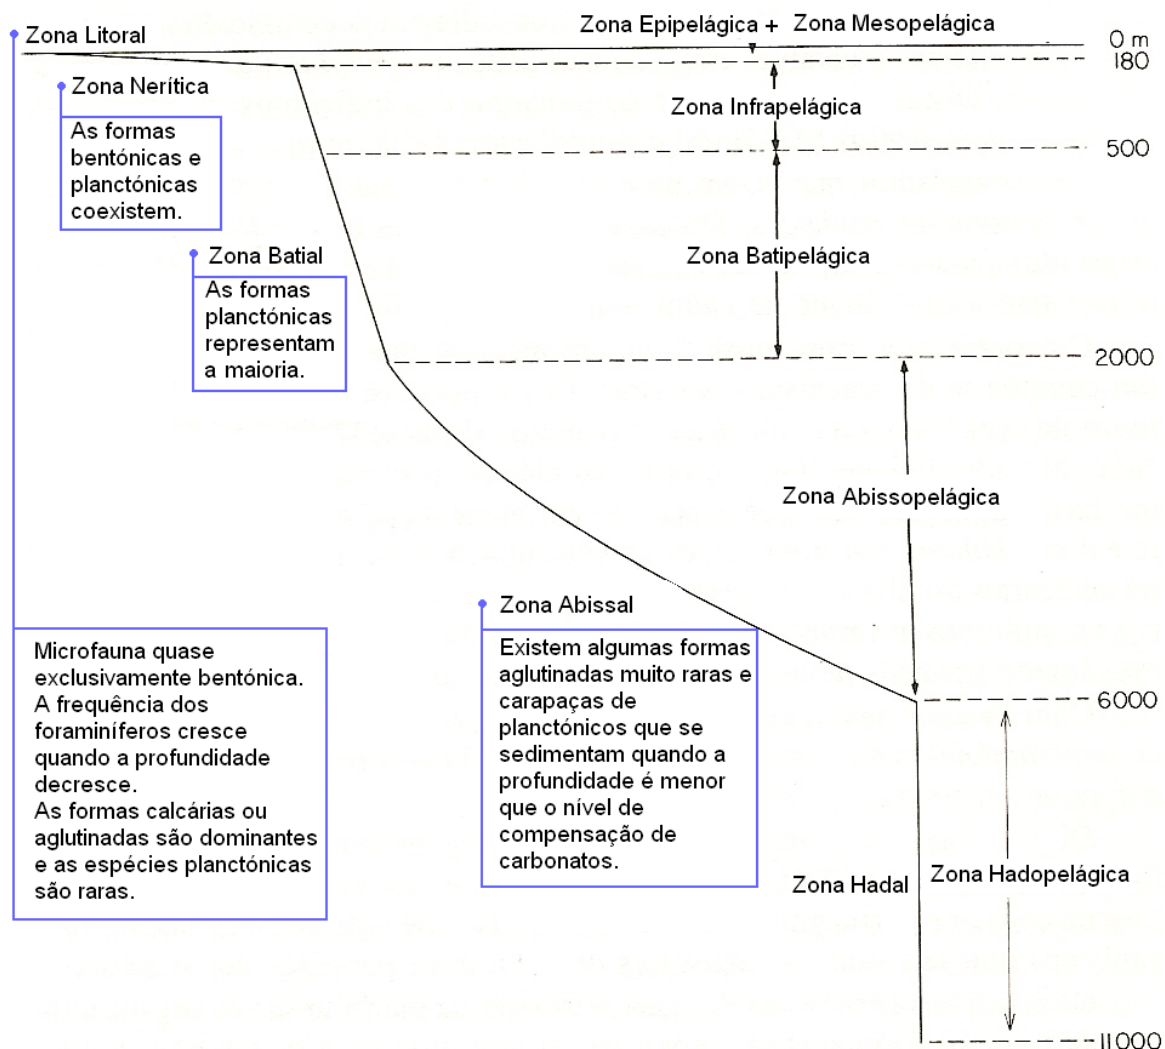 Zona Litoral
Zona Epipelágica + Zona Mesopelágica
0 m
180
Zona Nerítica
As formas
bentónicas e
planctónicas
coexistem.
Zona Infrapelágica
500
Zona Batial
As formas
planctónicas
representam
a maioria.
Zona Batipelágica
2000
Zona Abissopelágica
Zona Abissal
Existem algumas formas
aglutinadas muito raras e
carapaças de
planctónicos que se
sedimentam quando a
profundidade é menor
que o nível de
compensação de
carbonatos.
6000
Microfauna quase
exclusivamente bentónica.
A frequência dos
foraminíferos cresce
quando a profundidade
decresce.
As formas calcárias ou
aglutinadas são dominantes
e as espécies planctónicas
são raras.
Zona Hadal
Zona Hadopelágica
11000